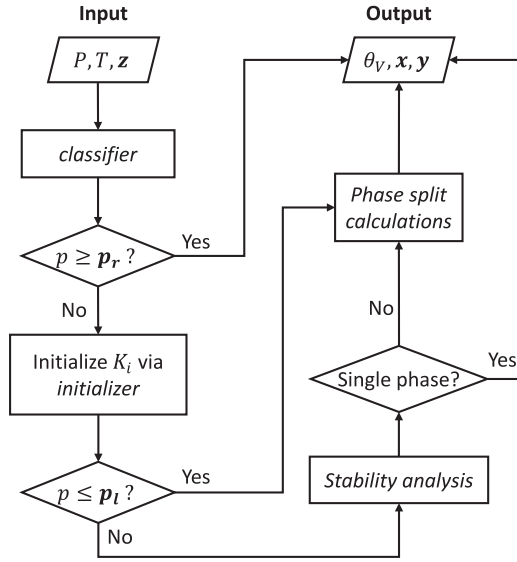 Input
Output
P, T, z
θ_V, x, y
classifier
Phase split
calculations
p ≥ p_r ?
Yes
No
No
Initialize K_i via
initializer
Single phase?
Yes
p ≤ p_l ?
Yes
Stability analysis
No